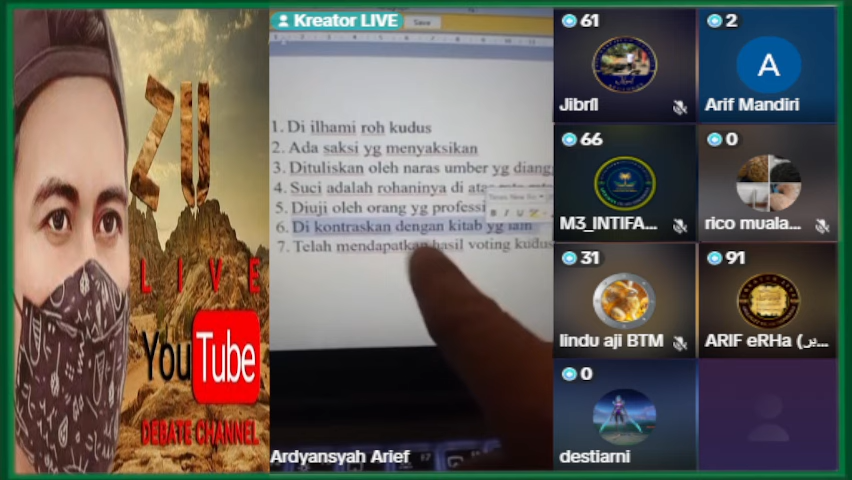 Kreator LIVE
Save
1. Di ilhami roh kudus
2. Ada saksi yg menyaksikan
3. Dituliskan oleh naras umber yg
4. Suci adalah rohaninya di
5. Diuji oleh orang yg
6. Di kontraskan dengan kitab yg lain
7. Telah mendapatkan hasil voting kudus
Ardyansyah Arief
ZU
LIVE
YouTube
DEBATE CHANNEL
61
Jibrll
2
A
Arif Mandiri
66
M3_INTIFA...
0
rico muala...
31
lindu aji BTM
91
ARIF eRHa
0
destiarni